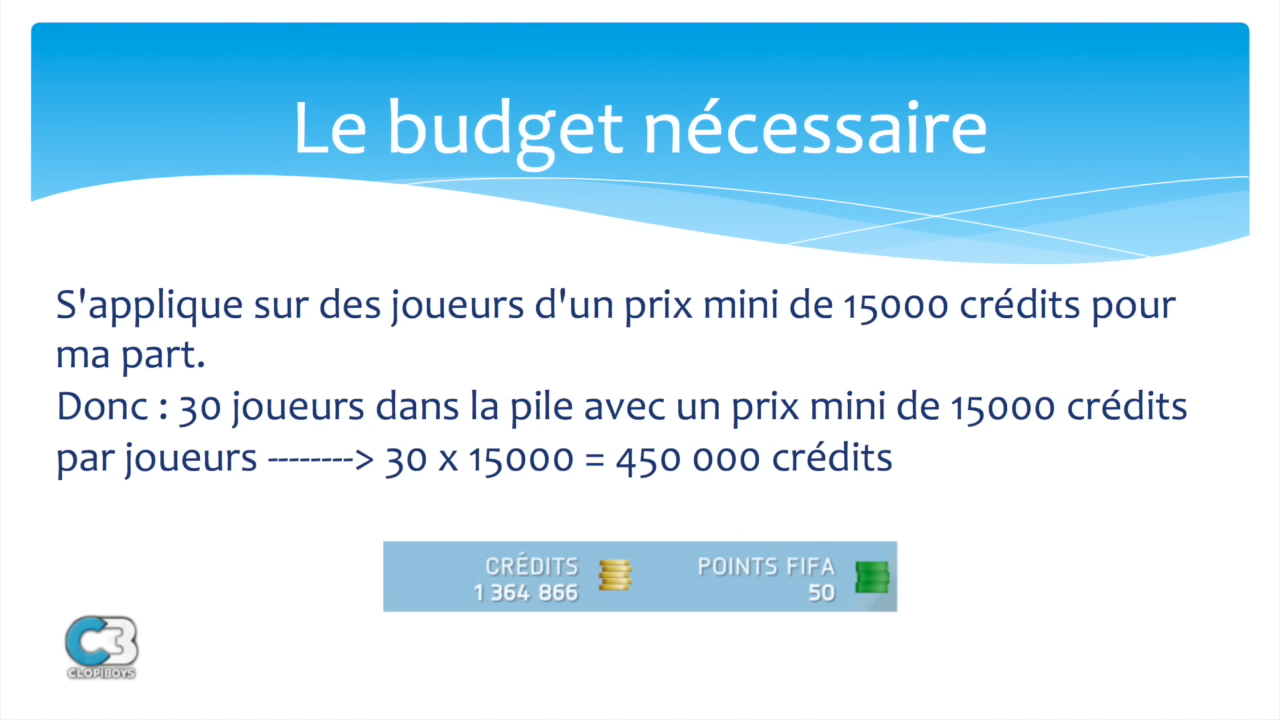 Le budget nécessaire
S'applique sur des joueurs d'un prix mini de 15000 crédits pour
ma part.
Donc : 30 joueurs dans la pile avec un prix mini de 15000 crédits
par joueurs --------> 30 x 15000 = 450 000 crédits
CRÉDITS POINTS FIFA
1 364 866 50
C3
CLOPIBOYS